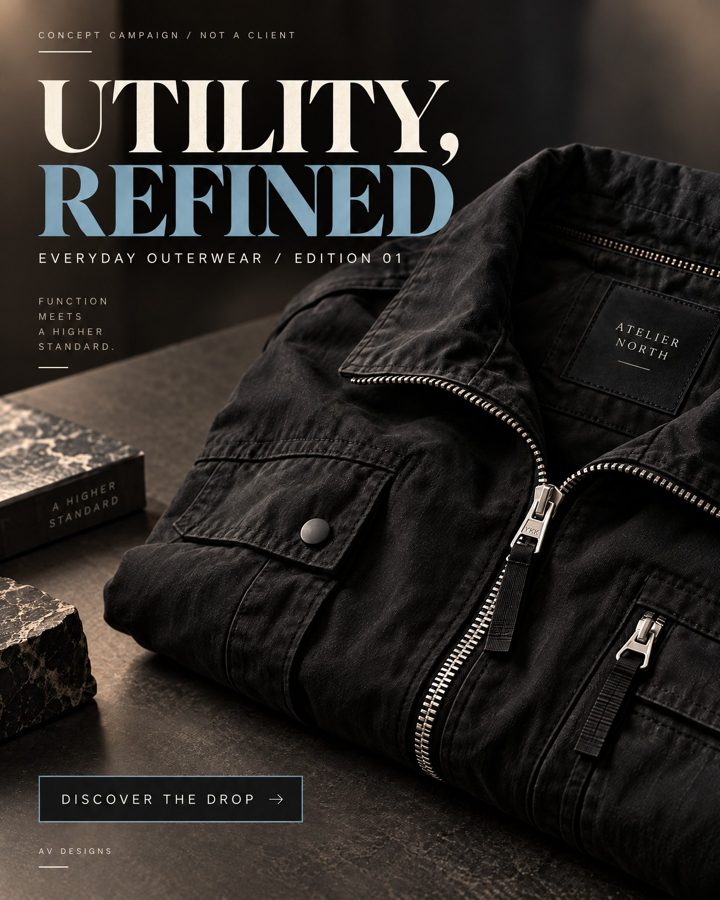 CONCEPT CAMPAIGN / NOT A CLIENT
UTILITY,
REFINED
EVERYDAY OUTERWEAR / EDITION 01
FUNCTION
MEETS
A HIGHER
STANDARD.
ATELIER
NORTH
A HIGHER
STANDARD
YKK
DISCOVER THE DROP →
AV DESIGNS